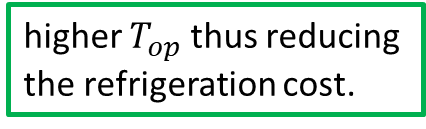 higher T_op thus reducing
the refrigeration cost.